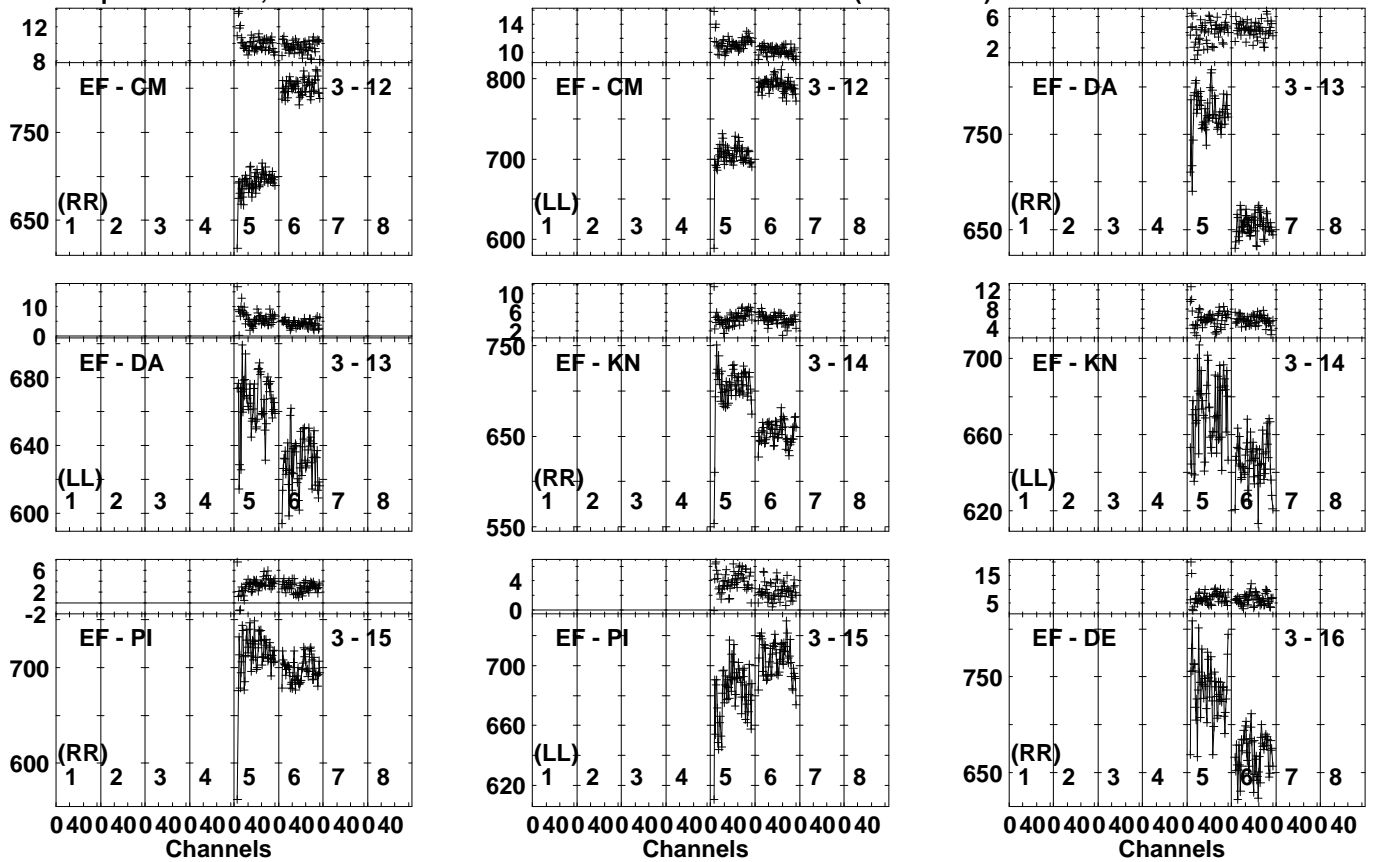 12
8
EF - CM 3 - 12
750
650
(RR)
1 2 3 4 5 6 7 8
14
10
EF - CM 3 - 12
800
700
600
(LL)
1 2 3 4 5 6 7 8
6
2
EF - DA 3 - 13
750
650
(RR)
1 2 3 4 5 6 7 8
10
0
EF - DA 3 - 13
680
640
600
(LL)
1 2 3 4 5 6 7 8
10
6
2
EF - KN 3 - 14
750
650
550
(RR)
1 2 3 4 5 6 7 8
12
8
4
EF - KN 3 - 14
700
660
620
(LL)
1 2 3 4 5 6 7 8
6
2
-2
EF - PI 3 - 15
700
600
(RR)
1 2 3 4 5 6 7 8
0 40 0 40 0 40 0 40 0 40 0 40 0 40 0 40
Channels
4
0
EF - PI 3 - 15
700
660
620
(LL)
1 2 3 4 5 6 7 8
0 40 0 40 0 40 0 40 0 40 0 40 0 40 0 40
Channels
15
5
EF - DE 3 - 16
750
650
(RR)
1 2 3 4 5 6 7 8
0 40 0 40 0 40 0 40 0 40 0 40 0 40 0 40
Channels